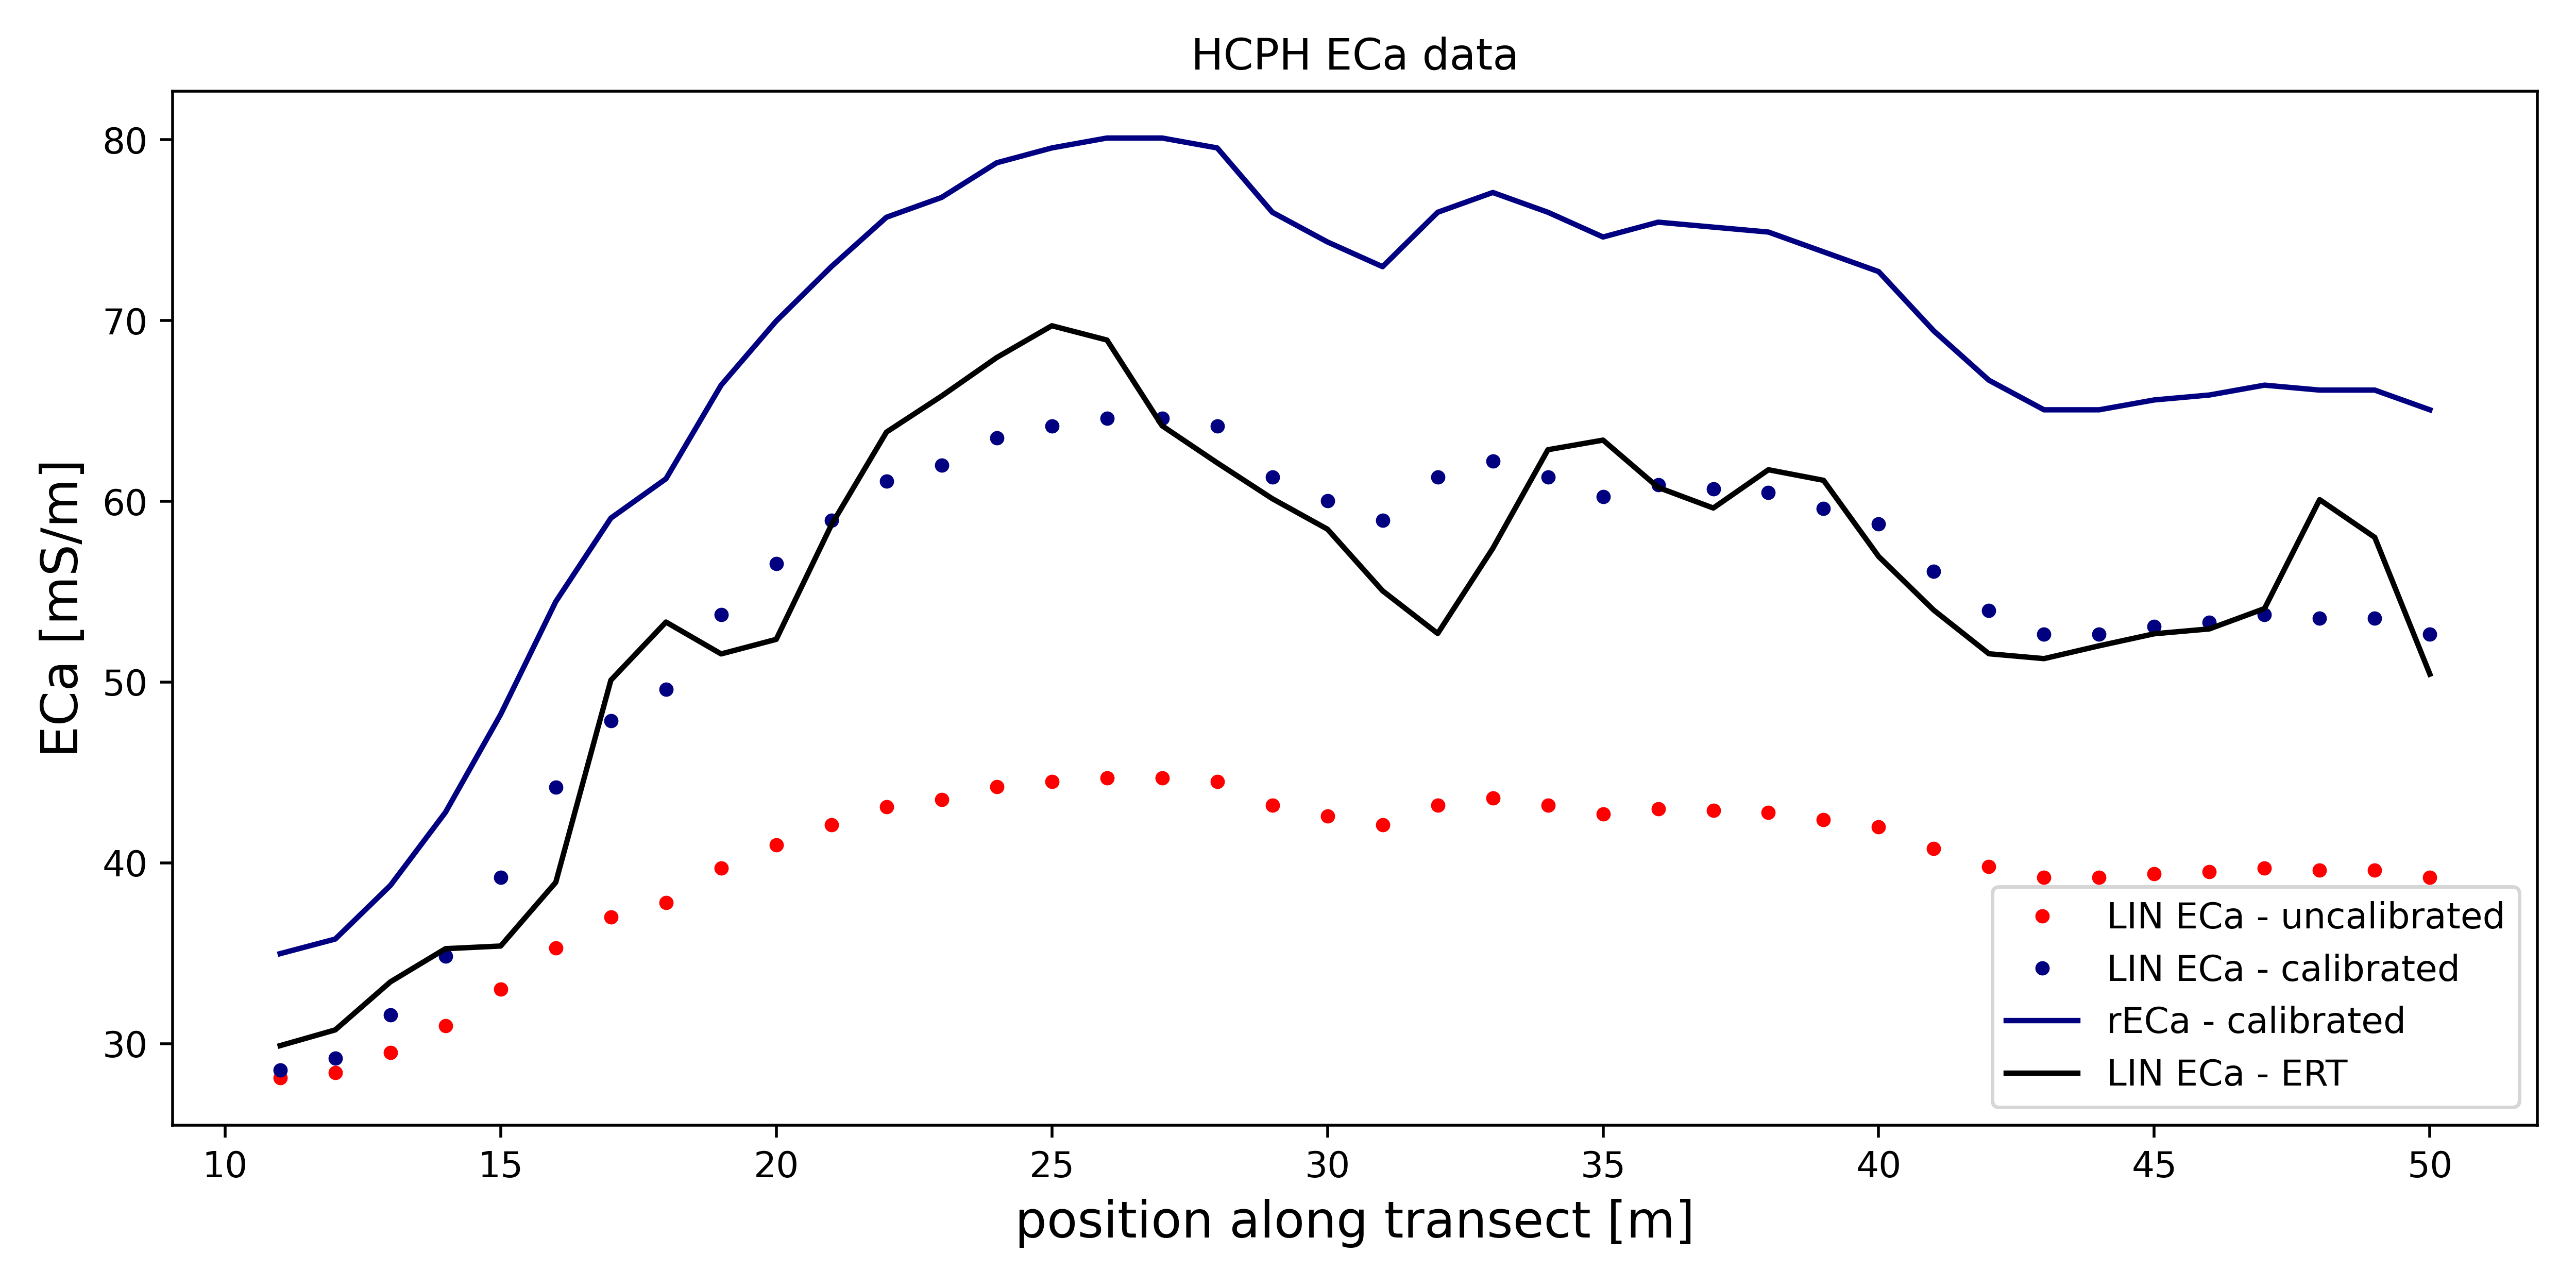 HCPH ECa data
80
70
60
50
40
30
ECa [mS/m]
10 15 20 25 30 35 40 45 50
position along transect [m]
LIN ECa - uncalibrated
LIN ECa - calibrated
rECa - calibrated
LIN ECa - ERT